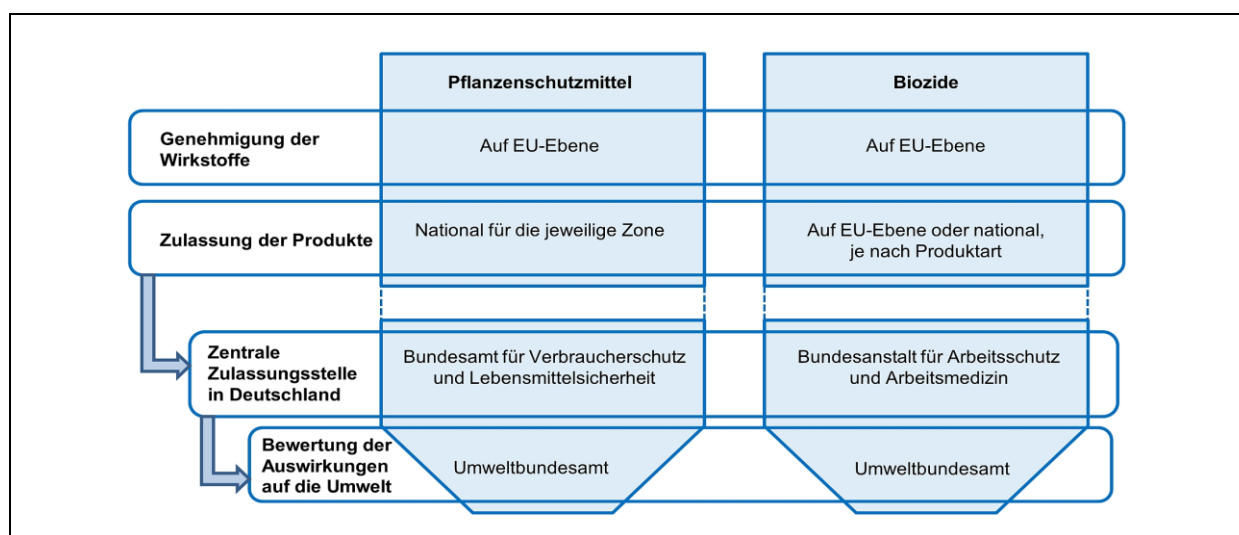 Pflanzenschutzmittel
Biozide
Genehmigung der
Wirkstoffe
Auf EU-Ebene
Auf EU-Ebene
Zulassung der Produkte
National für die jeweilige Zone
Auf EU-Ebene oder national,
je nach Produktart
Zentrale
Zulassungsstelle
in Deutschland
Bundesamt für Verbraucherschutz
und Lebensmittelsicherheit
Bundesanstalt für Arbeitsschutz
und Arbeitsmedizin
Bewertung der
Auswirkungen
auf die Umwelt
Umweltbundesamt
Umweltbundesamt